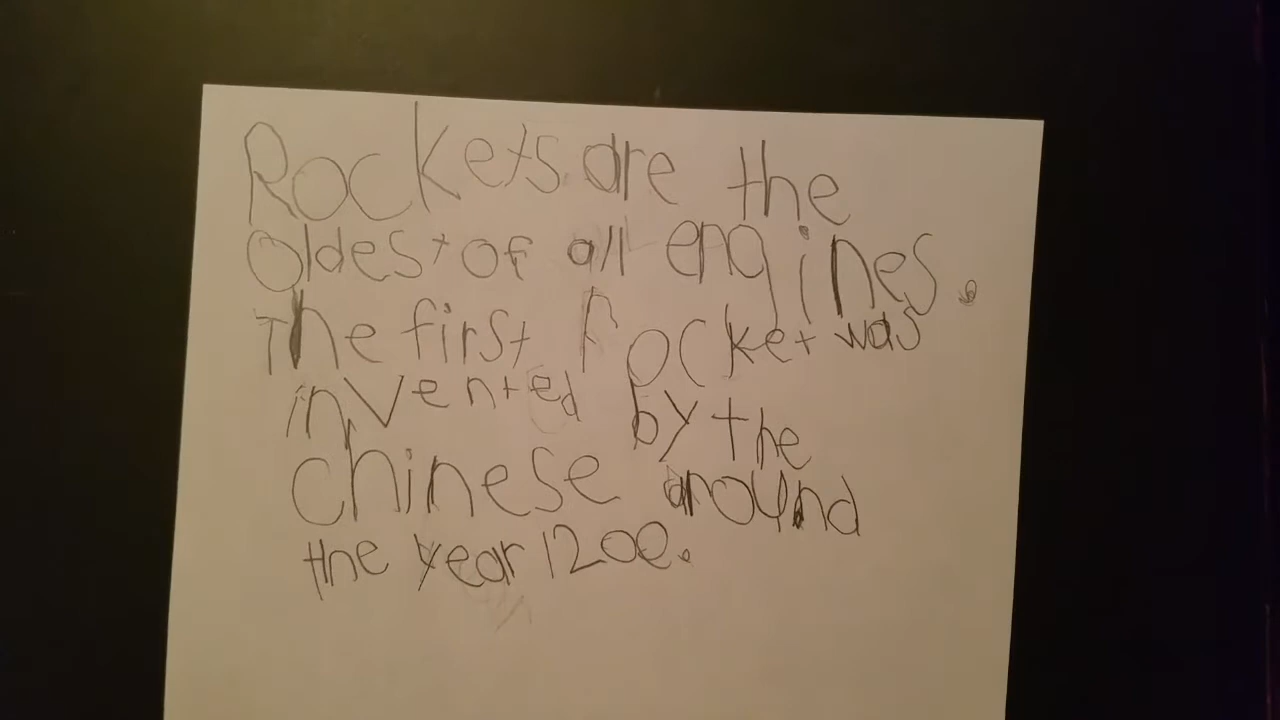 Rockets are the
oldest of all engines.
The first Rocket was
invented by the
chinese around
the year 1200.